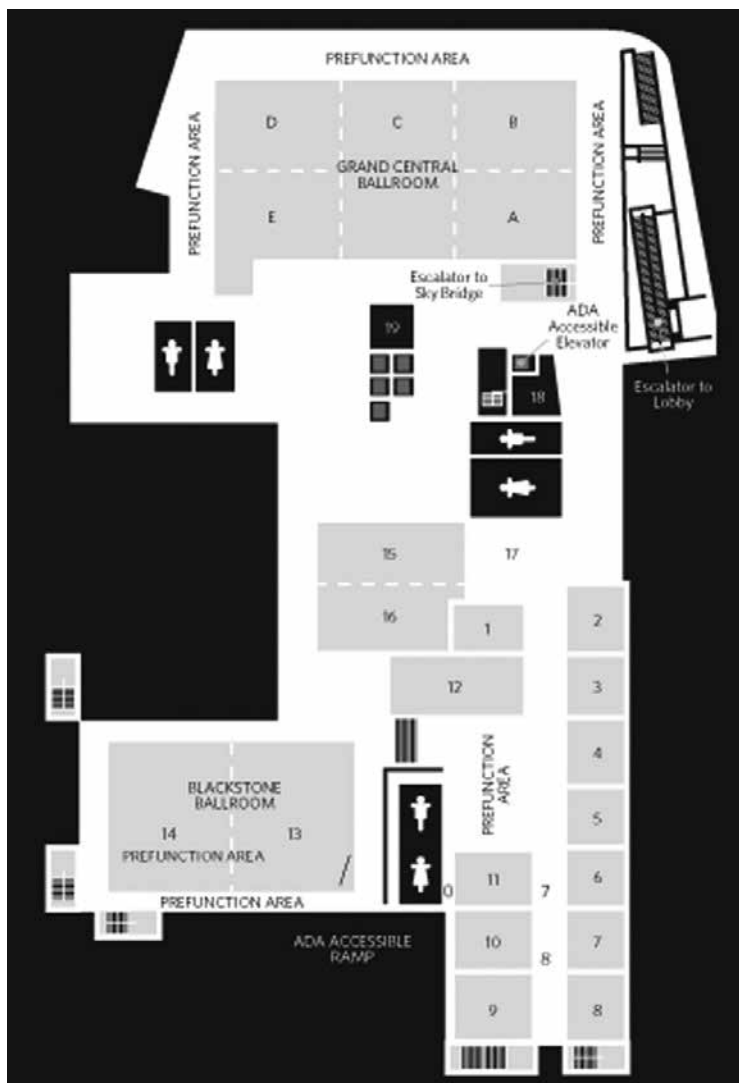 PREFUNCTION AREA
D
C
B
PREFUNCTION AREA
PREFUNCTION AREA
GRAND CENTRAL
BALLROOM
E
A
Escalator to
Sky Bridge
ADA
Accessible
Elevator
19
18
Escalator to
Lobby
15
17
16
1
2
12
3
PREFUNCTION
AREA
4
BLACKSTONE
BALLROOM
14
13
5
PREFUNCTION AREA
11
6
0
7
PREFUNCTION AREA
ADA ACCESSIBLE
RAMP
10
7
8
9
8